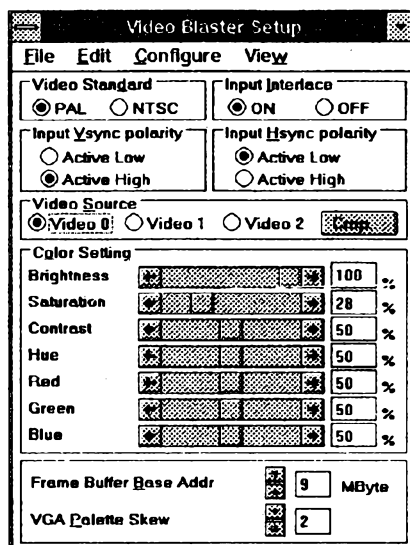 Video Blaster Setup
File Edit Configure View
Video Standard Input Interlace
PAL NTSC ON OFF
Input Vsync polarity Input Hsync polarity
Active Low Active Low
Active High Active High
Video Source
Video 0 Video 1 Video 2 Crop
Color Setting
Brightness 100 %
Saturation 28 %
Contrast 50 %
Hue 50 %
Red 50 %
Green 50 %
Blue 50 %
Frame Buffer Base Addr 9 MByte
VGA Palette Skew 2